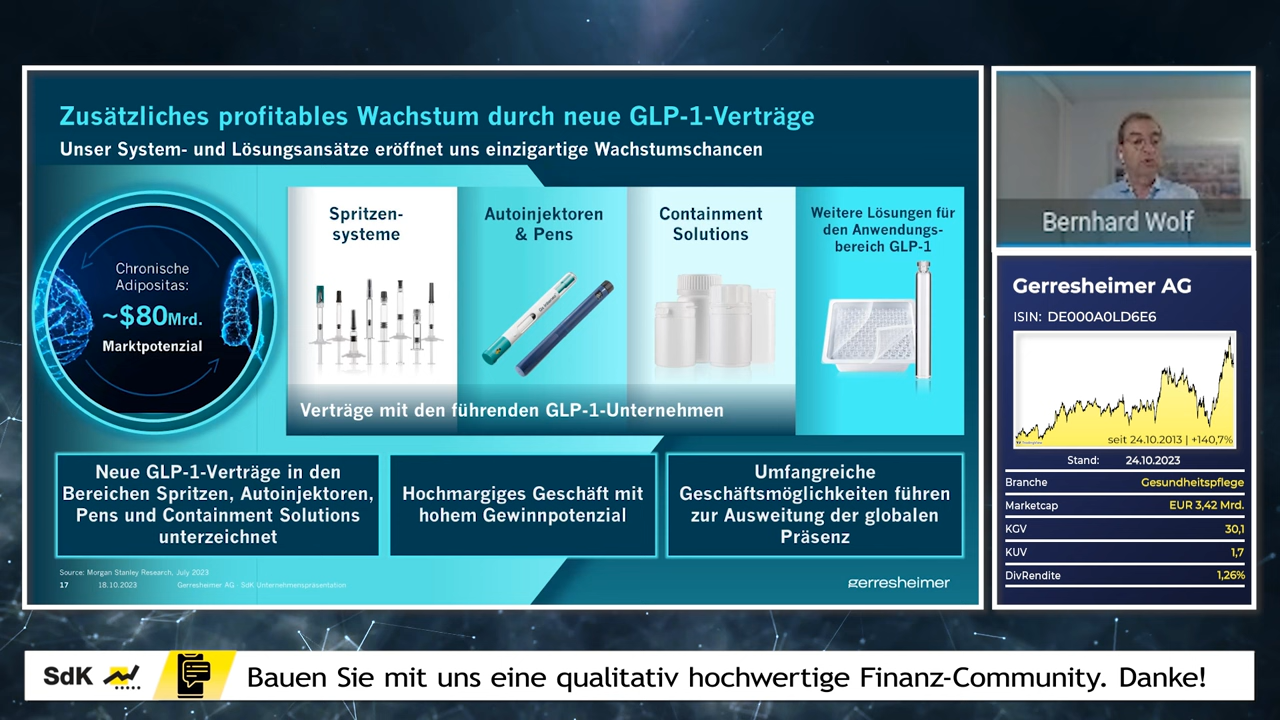 Zusätzliches profitables Wachstum durch neue GLP-1-Verträge
Unser System- und Lösungsansätze eröffnet uns einzigartige Wachstumschancen
Chronische
Adipositas:
~$80Mrd.
Marktpotenzial
Spritzen-
systeme
Autoinjektoren
& Pens
Containment
Solutions
Weitere Lösungen für
den Anwendungs-
bereich GLP-1
Verträge mit den führenden GLP-1-Unternehmen
Neue GLP-1-Verträge in den
Bereichen Spritzen, Autoinjektoren,
Pens und Containment Solutions
unterzeichnet
Hochmargiges Geschäft mit
hohem Gewinnpotenzial
Umfangreiche
Geschäftsmöglichkeiten führen
zur Ausweitung der globalen
Präsenz
Source: Morgan Stanley Research, July 2023
17 18.10.2023 Gerresheimer AG SdK Unternehmenspräsentation
gerresheimer
Bernhard Wolf
Gerresheimer AG
ISIN: DE000A0LD6E6
seit 24.10.2013 | +140,7%
Stand: 24.10.2023
Branche Gesundheitspflege
Marketcap EUR 3,42 Mrd.
KGV 30,1
KUV 1,7
DivRendite 1,26%
SdK Bauen Sie mit uns eine qualitativ hochwertige Finanz-Community. Danke!